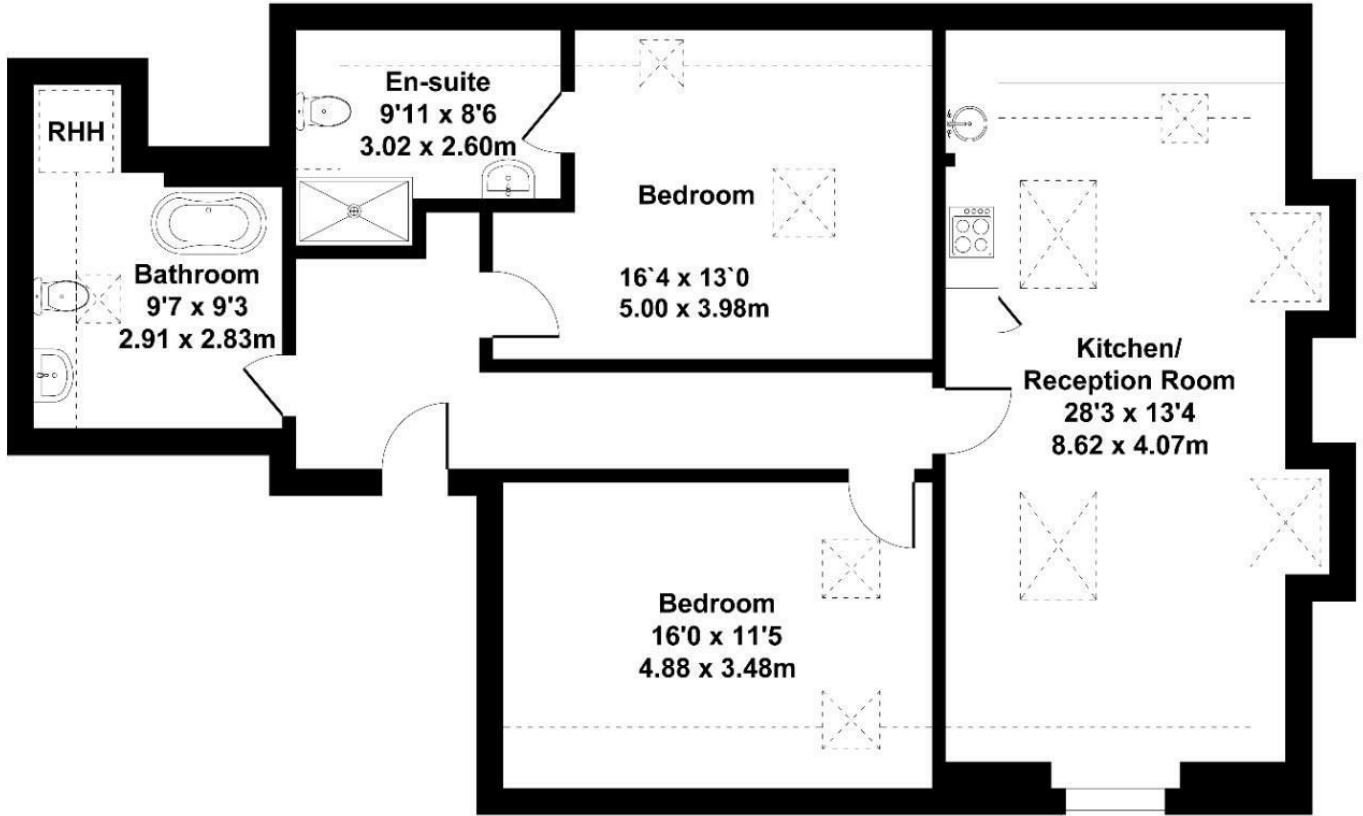 En-suite
9'11 x 8'6
3.02 x 2.60m
RHH
Bedroom
16`4 x 13`0
5.00 x 3.98m
Bathroom
9'7 x 9'3
2.91 x 2.83m
Kitchen/
Reception Room
28'3 x 13'4
8.62 x 4.07m
Bedroom
16'0 x 11'5
4.88 x 3.48m